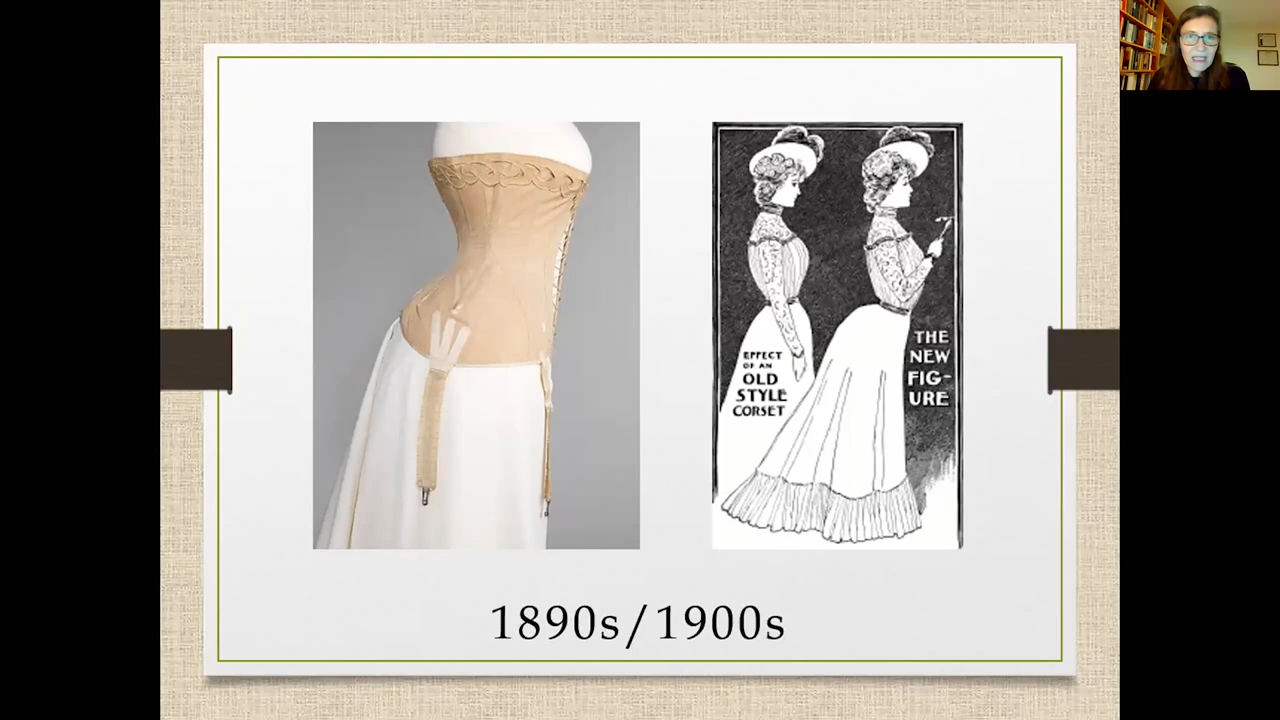 EFFECT
OF AN
OLD
STYLE
CORSET
THE
NEW
FIG-
URE
1890s/1900s